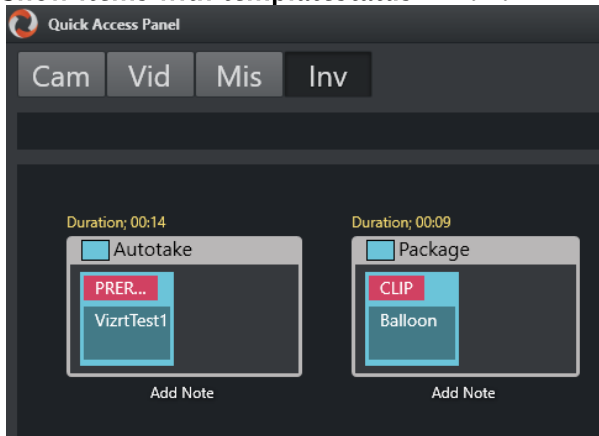 Quick Access Panel
Cam Vid Mis Inv
Duration; 00:14 Duration; 00:09
Autotake Package
PRER... CLIP
VizrtTest1 Balloon
Add Note Add Note